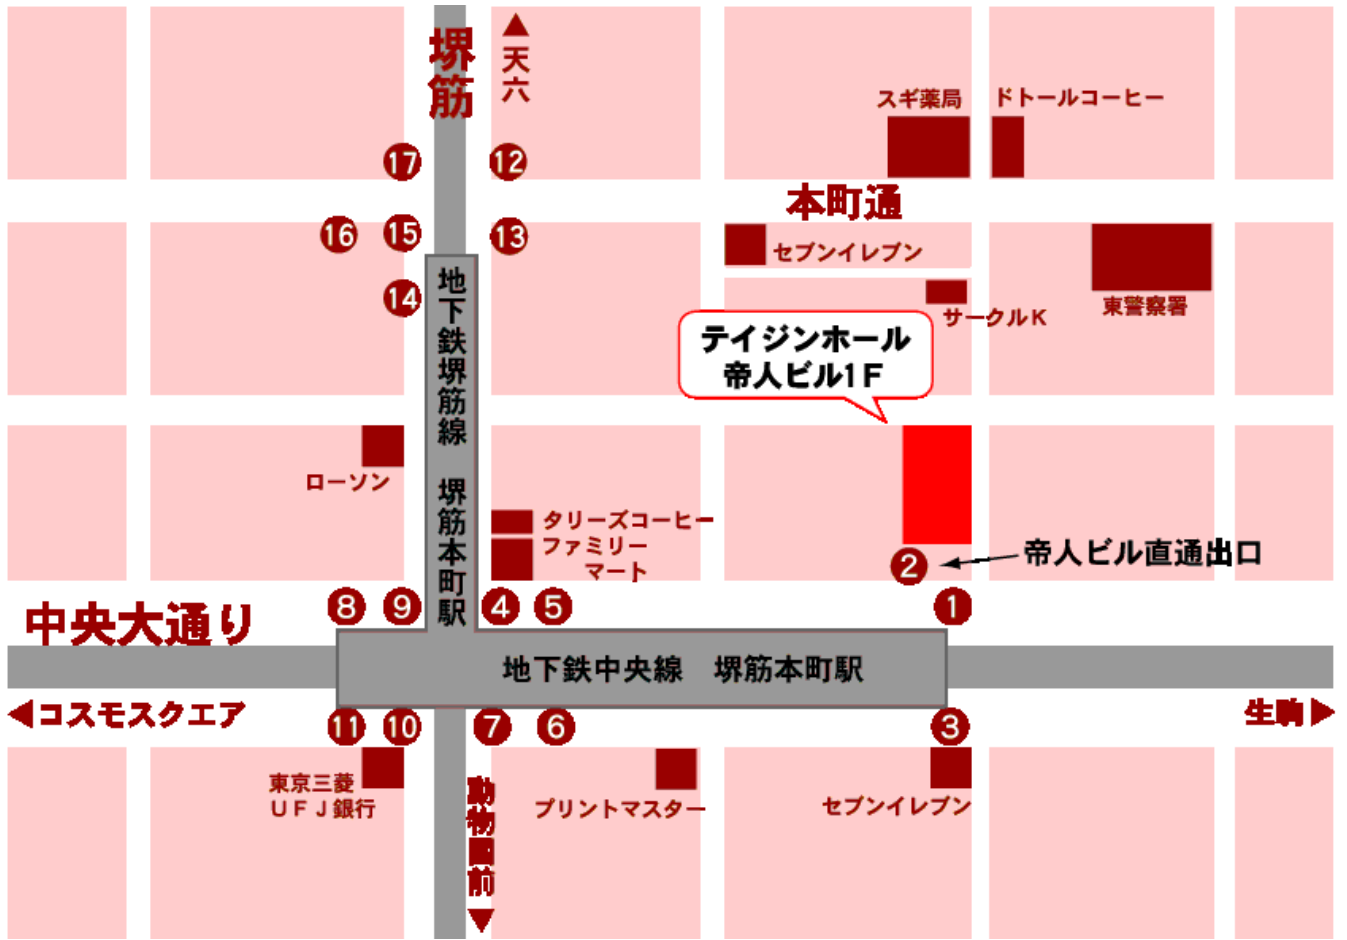 堺筋
▲天六
スギ薬局
ドトールコーヒー
17
12
本町通
16
15
13
セブンイレブン
14
サークルK
東警察署
テイジンホール
帝人ビル1F
地下鉄堺筋線 堺筋本町駅
ローソン
タリーズコーヒー
ファミリー
マート
2
帝人ビル直通出口
8
9
4
5
1
中央大通り
地下鉄中央線 堺筋本町駅
◀コスモスクエア
生駒▶
11
10
7
6
3
東京三菱
UFJ銀行
動物園前▼
プリントマスター
セブンイレブン